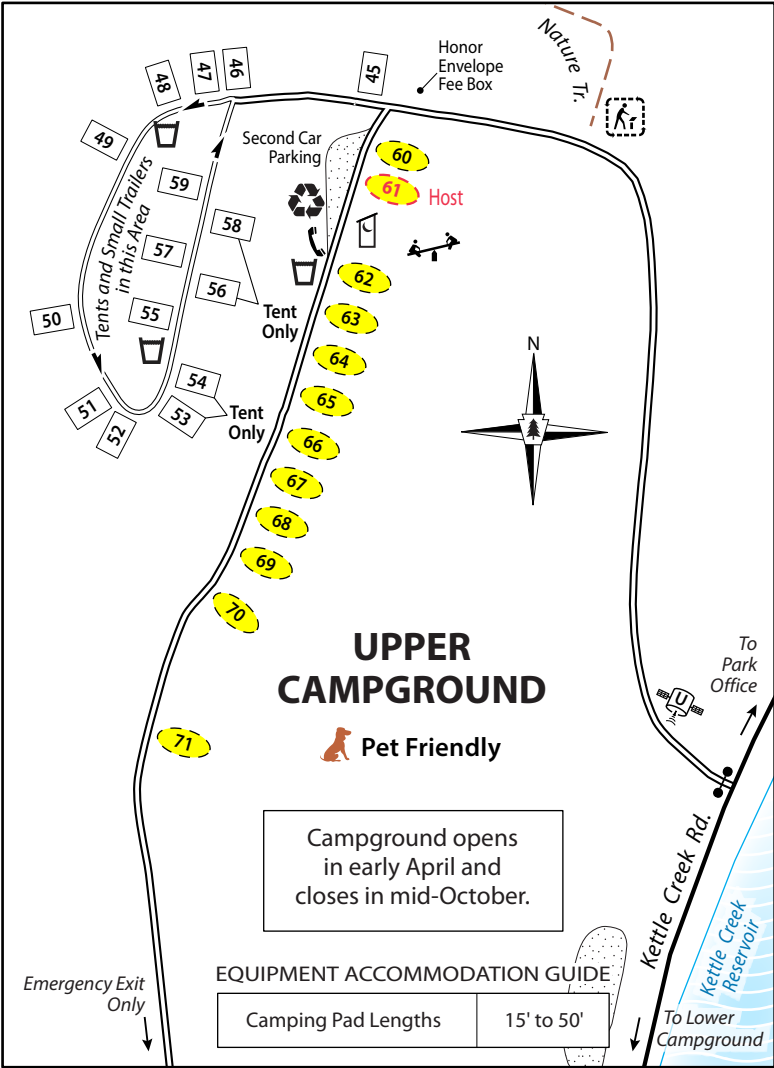 Nature Tr.
Honor
Envelope
Fee Box
45
46
47
48
49
Second Car
Parking
60
61
Host
59
58
57
56
Tent
Only
55
Tents and Small Trailers
in this Area
50
51
52
53
54
Tent
Only
62
63
64
65
66
67
68
69
70
71
N
UPPER
CAMPGROUND
Pet Friendly
To
Park
Office
U
Kettle Creek Rd.
Kettle Creek
Reservoir
Campground opens
in early April and
closes in mid-October.
EQUIPMENT ACCOMMODATION GUIDE
Camping Pad Lengths 15' to 50'
Emergency Exit
Only
To Lower
Campground